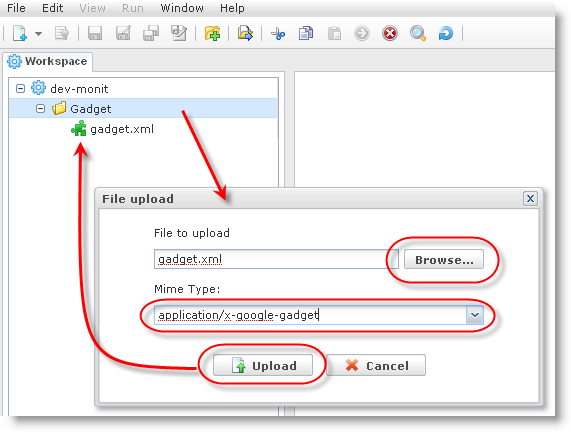 File Edit View Run Window Help
Workspace
dev-monit
Gadget
gadget.xml
File upload
File to upload
gadget.xml
Browse...
Mime Type:
application/x-google-gadget
Upload Cancel